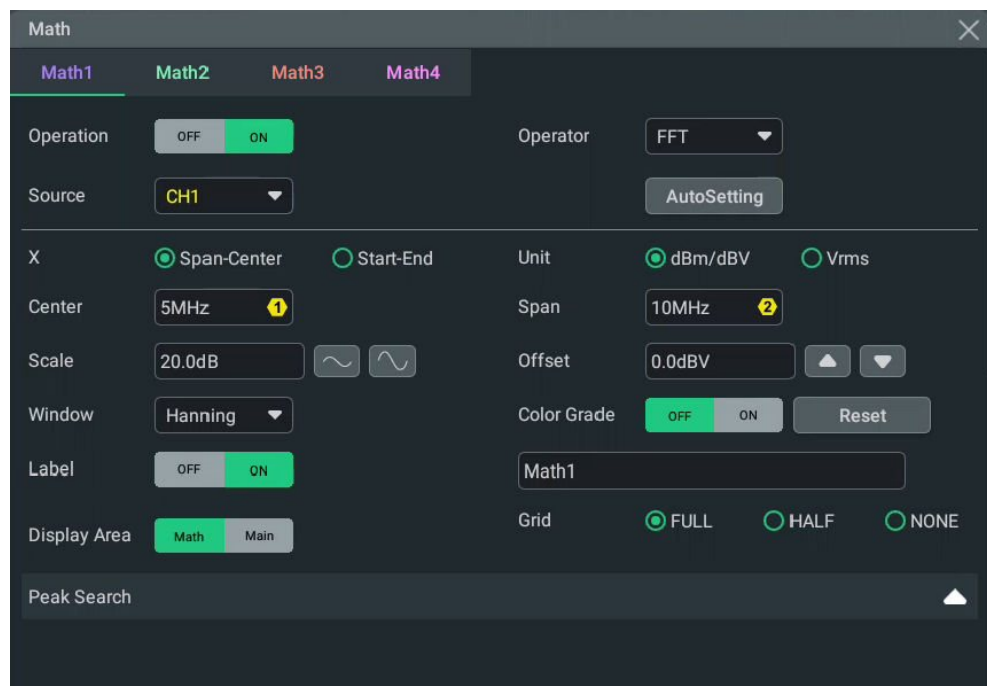 Math
Math1 Math2 Math3 Math4
Operation OFF ON Operator FFT
Source CH1 AutoSetting
X Span-Center Start-End Unit dBm/dBV Vrms
Center 5MHz 1 Span 10MHz 2
Scale 20.0dB Offset 0.0dBV
Window Hanning Color Grade OFF ON Reset
Label OFF ON Math1
Display Area Math Main Grid FULL HALF NONE
Peak Search